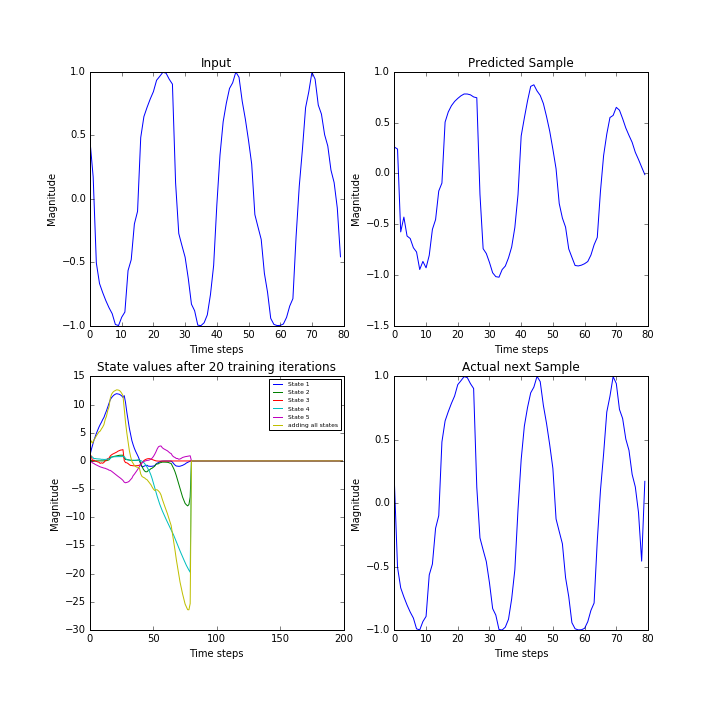 Input
1.0
0.5
0.0
−0.5
−1.0
Magnitude
0 10 20 30 40 50 60 70 80
Time steps
Predicted Sample
1.0
0.5
0.0
−0.5
−1.0
−1.5
Magnitude
0 10 20 30 40 50 60 70 80
Time steps
State values after 20 training iterations
15
10
5
0
−5
−10
−15
−20
−25
−30
Magnitude
State 1
State 2
State 3
State 4
State 5
adding all states
0 50 100 150 200
Time steps
Actual next Sample
1.0
0.5
0.0
−0.5
−1.0
Magnitude
0 10 20 30 40 50 60 70 80
Time steps